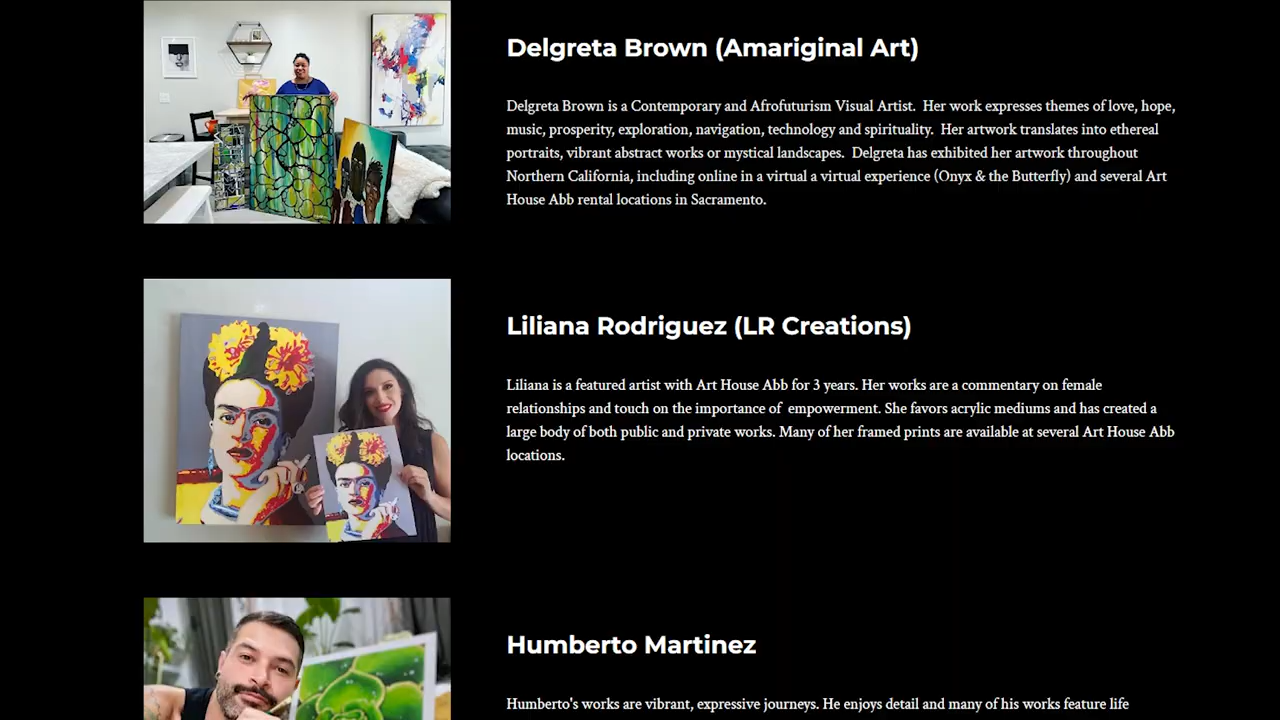 Delgreta Brown (Amariginal Art)
Delgreta Brown is a Contemporary and Afrofuturism Visual Artist.  Her work expresses themes of love, hope,
music, prosperity, exploration, navigation, technology and spirituality.  Her artwork translates into ethereal
portraits, vibrant abstract works or mystical landscapes.  Delgreta has exhibited her artwork throughout
Northern California, including online in a virtual a virtual experience (Onyx & the Butterfly) and several Art
House Abb rental locations in Sacramento.
Liliana Rodriguez (LR Creations)
Liliana is a featured artist with Art House Abb for 3 years. Her works are a commentary on female
relationships and touch on the importance of  empowerment. She favors acrylic mediums and has created a
large body of both public and private works. Many of her framed prints are available at several Art House Abb
locations.
Humberto Martinez
Humberto's works are vibrant, expressive journeys. He enjoys detail and many of his works feature life